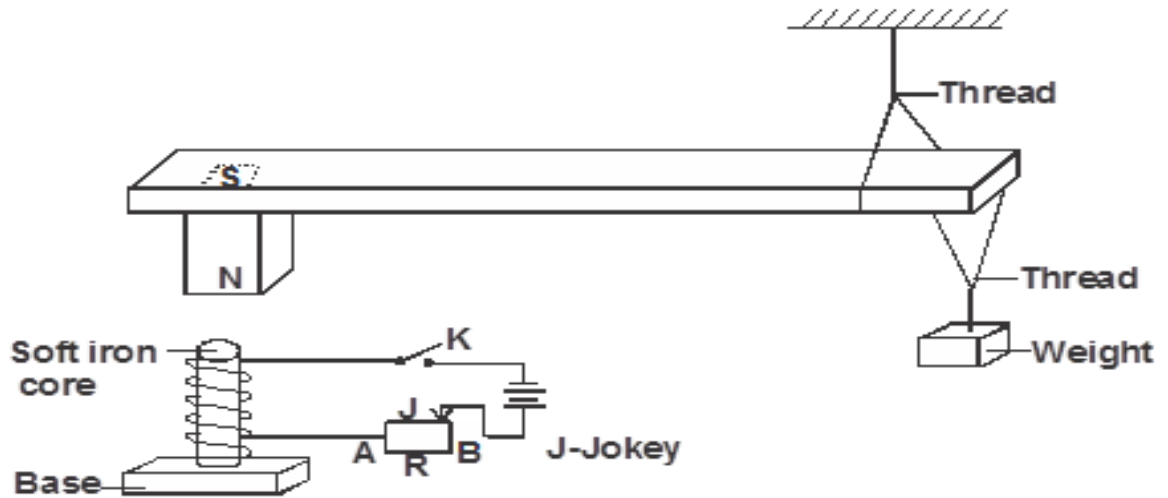 Thread
S
N
Thread
Soft iron
core
K
Weight
J
A
R
B
J-Jokey
Base